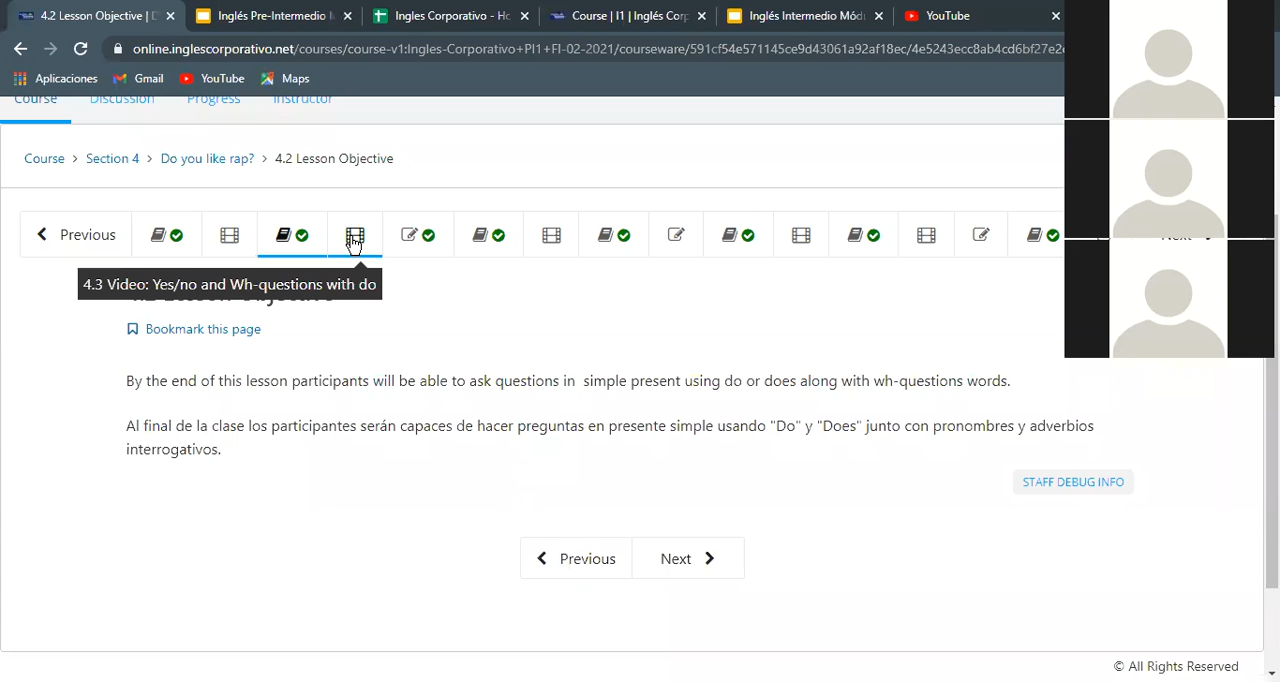 4.2 Lesson Objective | D
Inglés Pre-Intermedio
Ingles Corporativo - Ho
Course | I1 | Inglés Corp
Inglés Intermedio Mód
YouTube
online.inglescorporativo.net/courses/course-v1:Ingles-Corporativo+PI1+FI-02-2021/courseware/591cf54e571145ce9d43061a92af18ec/4e5243ecc8ab4cd6bf27e2e
Aplicaciones Gmail YouTube Maps
Course Discussion Progress Instructor
Course > Section 4 > Do you like rap? > 4.2 Lesson Objective
Previous
Next
4.3 Video: Yes/no and Wh-questions with do
4.2 Lesson Objective
Bookmark this page
By the end of this lesson participants will be able to ask questions in simple present using do or does along with wh-questions words.
Al final de la clase los participantes serán capaces de hacer preguntas en presente simple usando "Do" y "Does" junto con pronombres y adverbios
interrogativos.
STAFF DEBUG INFO
Previous Next
© All Rights Reserved